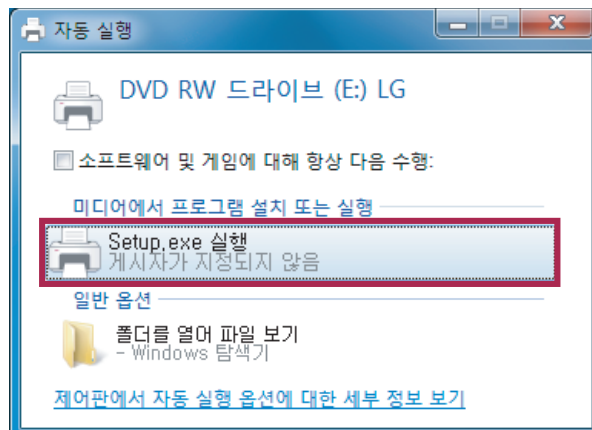 자동 실행
DVD RW 드라이브 (E:) LG
소프트웨어 및 게임에 대해 항상 다음 수행:
미디어에서 프로그램 설치 또는 실행
Setup.exe 실행
게시자가 지정되지 않음
일반 옵션
폴더를 열어 파일 보기
- Windows 탐색기
제어판에서 자동 실행 옵션에 대한 세부 정보 보기